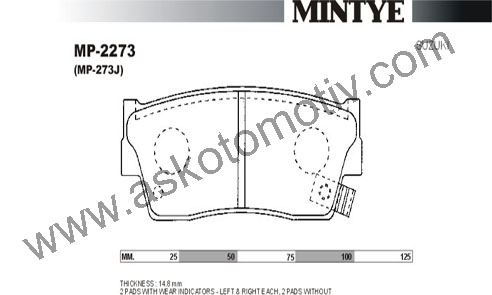 MINTYE
MP-2273
SUZUKI
(MP-273J)
www.askotomotiv.com
MM. 25 50 75 100 125
THICKNESS : 14.8 mm
2 PADS WITH WEAR INDICATORS - LEFT & RIGHT EACH, 2 PADS WITHOUT